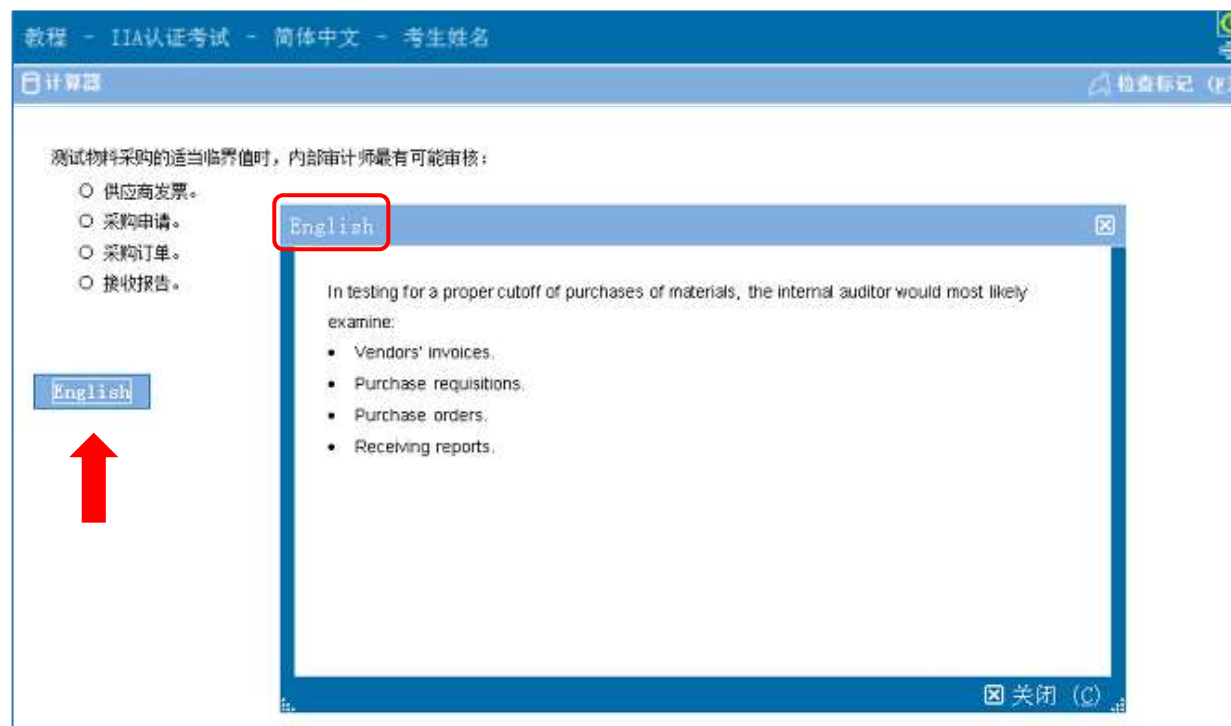 教程 - IIA认证考试 - 简体中文 - 考生姓名
计算器
检查标记 (F)
测试物料采购的适当临界值时，内部审计师最有可能审核：
供应商发票。
采购申请。
采购订单。
接收报告。
English
English
In testing for a proper cutoff of purchases of materials, the internal auditor would most likely
examine:
• Vendors' invoices.
• Purchase requisitions.
• Purchase orders.
• Receiving reports.
关闭 (C)